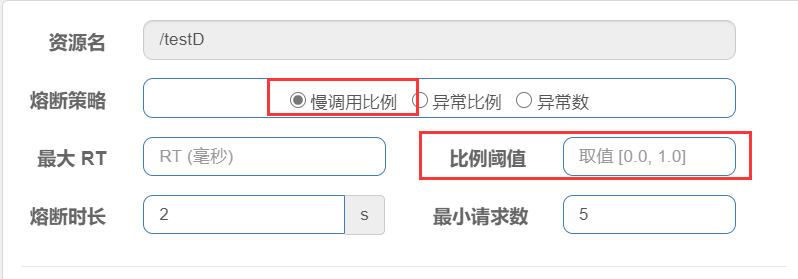 资源名 /testD
熔断策略 慢调用比例 异常比例 异常数
最大 RT RT (毫秒) 比例阈值 取值 [0.0, 1.0]
熔断时长 2 s 最小请求数 5